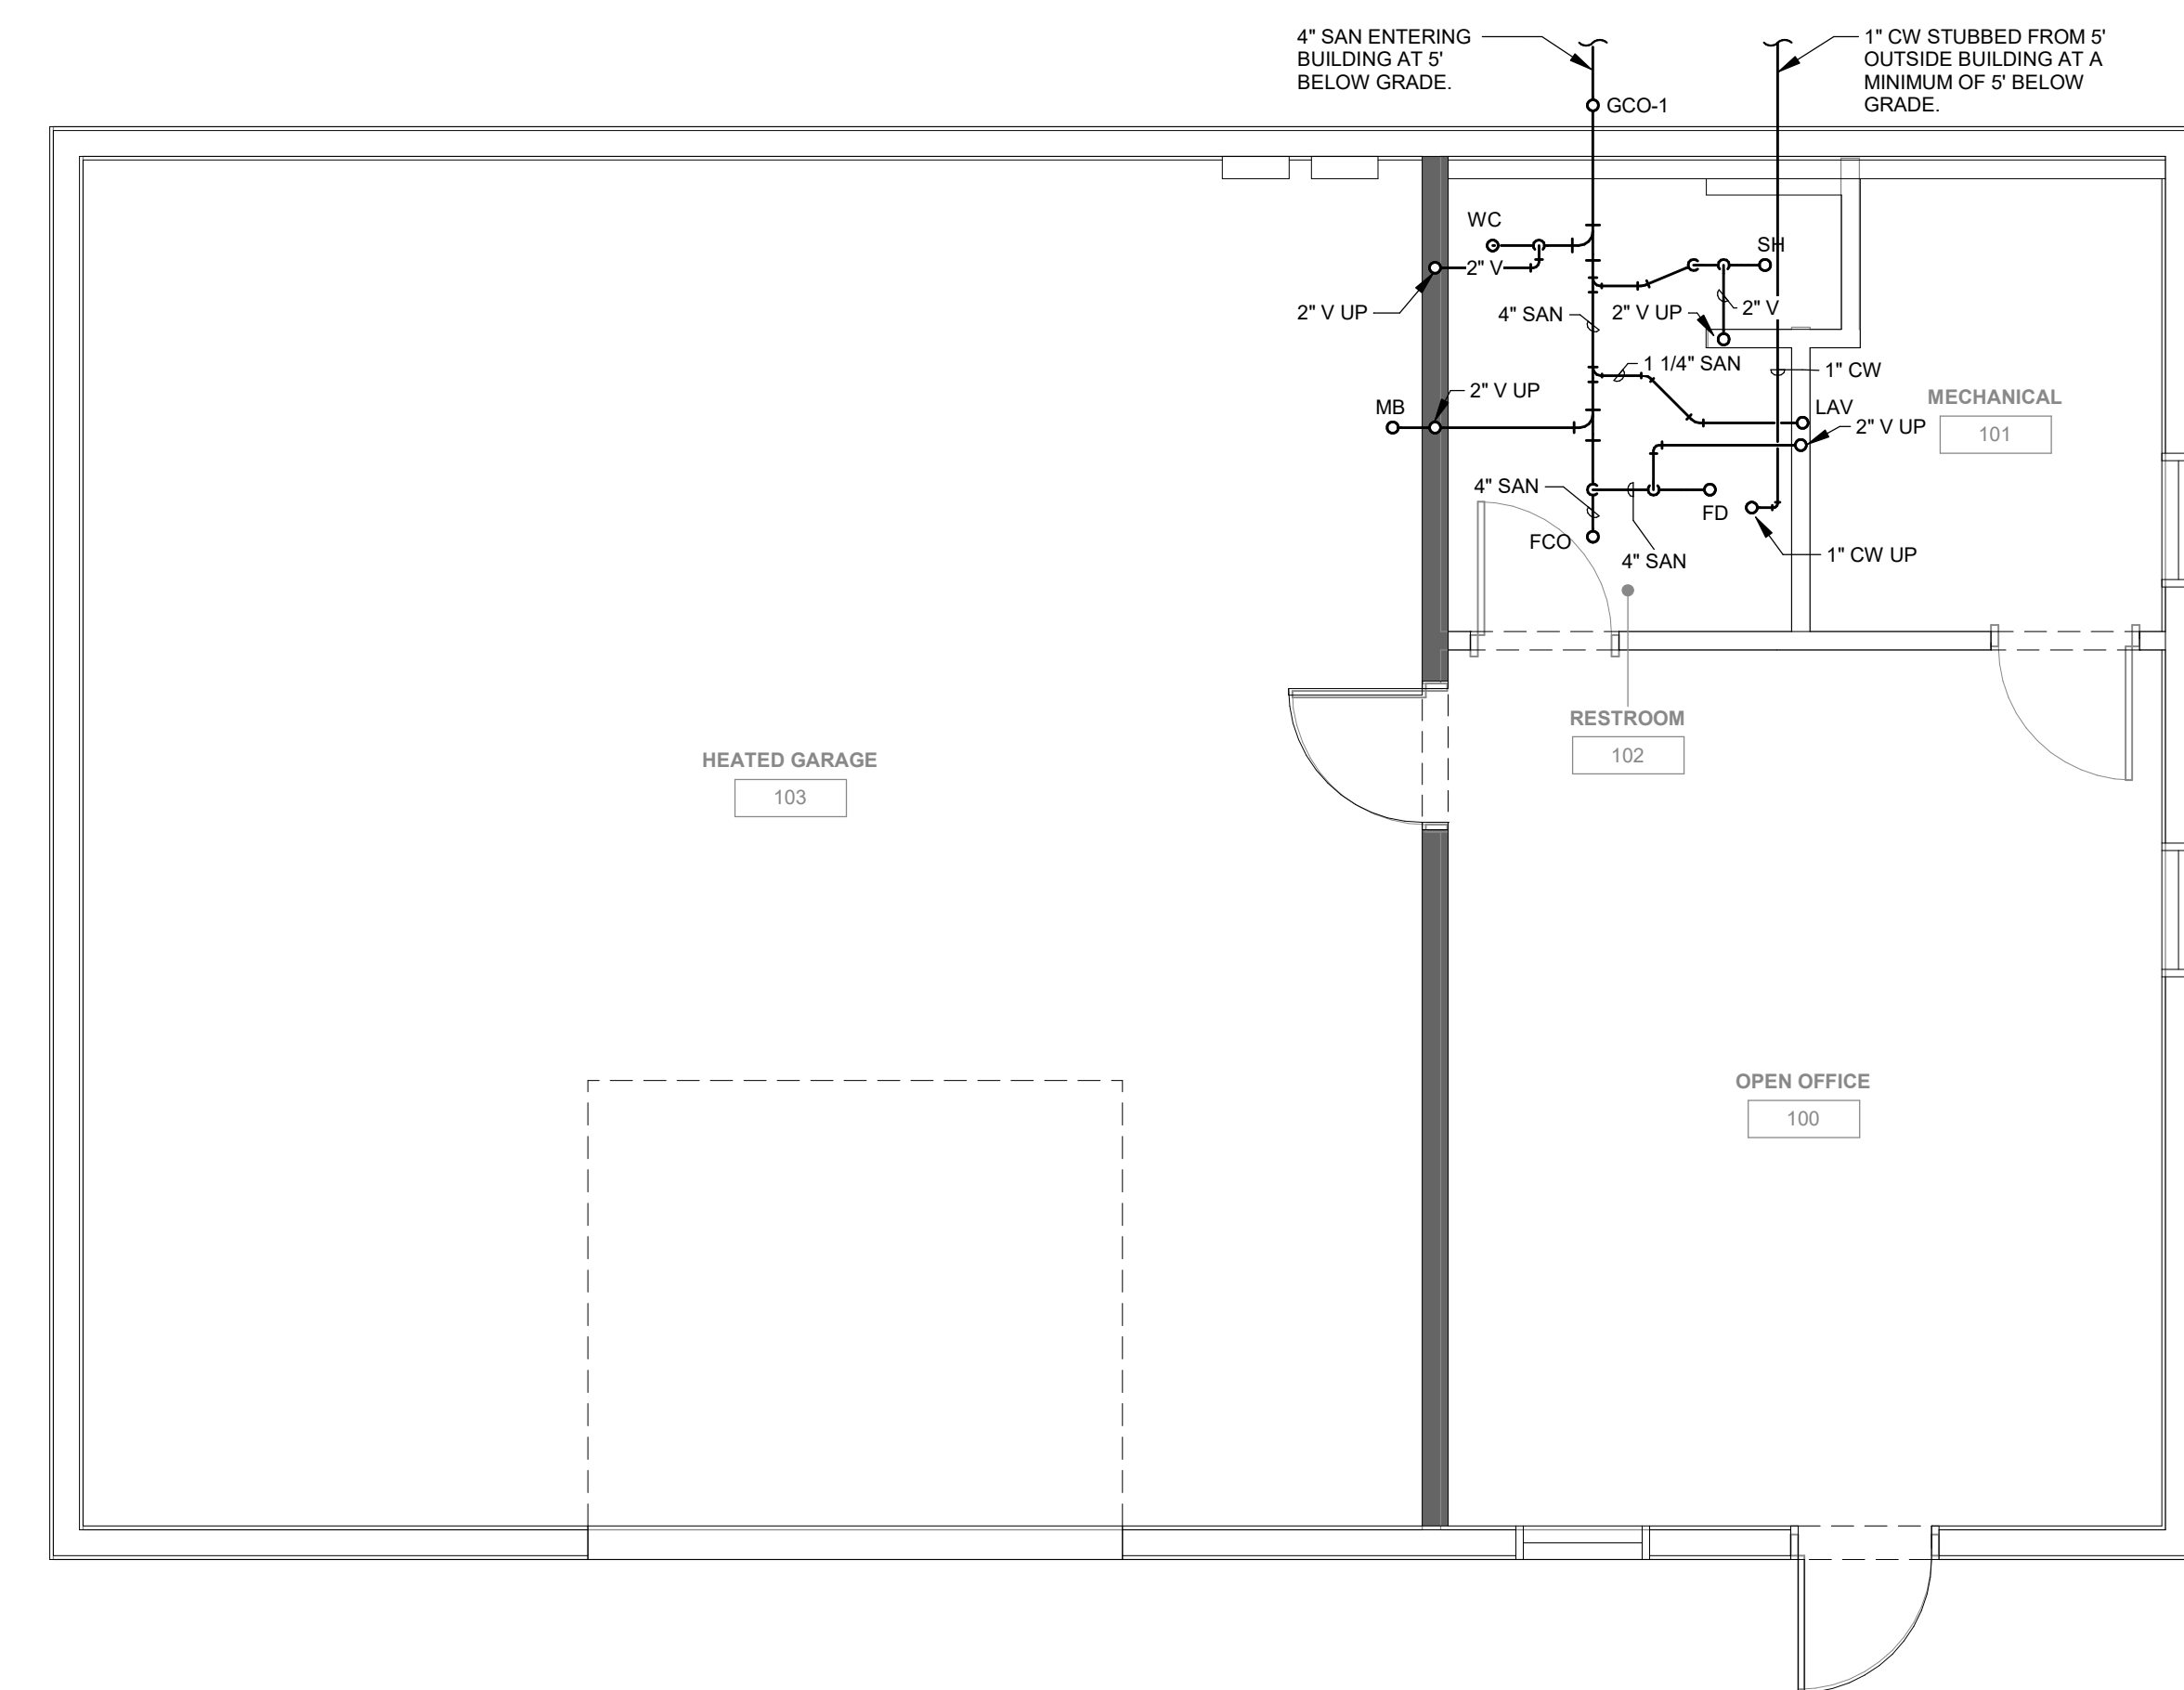 4" SAN ENTERING
BUILDING AT 5'
BELOW GRADE.
1" CW STUBBED FROM 5'
OUTSIDE BUILDING AT A
MINIMUM OF 5' BELOW
GRADE.
GCO-1
WC
SH
2" V
2" V UP
4" SAN
2" V UP
2" V
1 1/4" SAN
1" CW
2" V UP
MB
LAV
2" V UP
MECHANICAL
101
4" SAN
FD
FCO
4" SAN
1" CW UP
RESTROOM
102
HEATED GARAGE
103
OPEN OFFICE
100